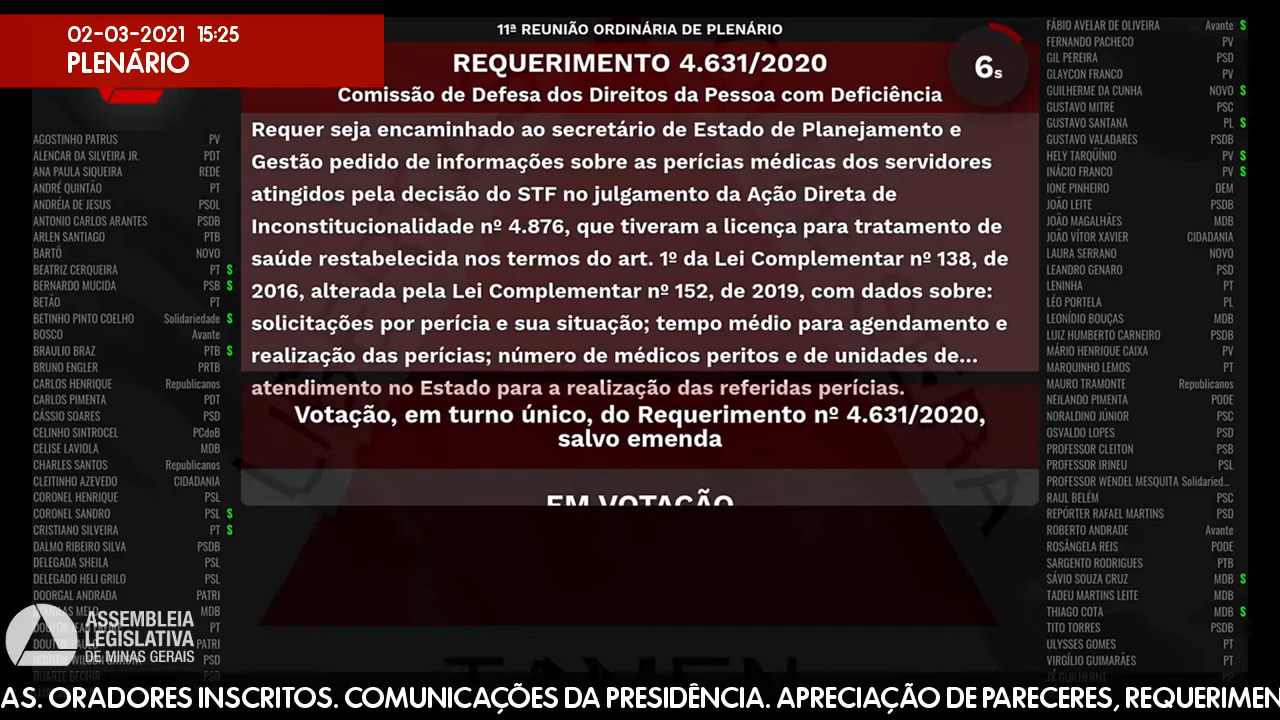 02-03-2021 15:25
PLENÁRIO
11ª REUNIÃO ORDINÁRIA DE PLENÁRIO
REQUERIMENTO 4.631/2020
6s
Comissão de Defesa dos Direitos da Pessoa com Deficiência
Requer seja encaminhado ao secretário de Estado de Planejamento e
Gestão pedido de informações sobre as perícias médicas dos servidores
atingidos pela decisão do STF no julgamento da Ação Direta de
Inconstitucionalidade nº 4.876, que tiveram a licença para tratamento de
saúde restabelecida nos termos do art. 1º da Lei Complementar nº 138, de
2016, alterada pela Lei Complementar nº 152, de 2019, com dados sobre:
solicitações por perícia e sua situação; tempo médio para agendamento e
realização das perícias; número de médicos peritos e de unidades de...
atendimento no Estado para a realização das referidas perícias.
Votação, em turno único, do Requerimento nº 4.631/2020,
salvo emenda
EM VOTAÇÃO
AGOSTINHO PATRUS PV
ALENCAR DA SILVEIRA JR. PDT
ANA PAULA SIQUEIRA REDE
ANDRÉ QUINTÃO PT
ANDRÉIA DE JESUS PSOL
ANTONIO CARLOS ARANTES PSDB
ARLEN SANTIAGO PTB
BARTÔ NOVO
BEATRIZ CERQUEIRA PT S
BERNARDO MUCIDA PSB S
BETÃO PT
BETINHO PINTO COELHO Solidariedade S
BOSCO Avante
BRAULIO BRAZ PTB S
BRUNO ENGLER PRTB
CARLOS HENRIQUE Republicanos
CARLOS PIMENTA PDT
CÁSSIO SOARES PSD
CELINHO SINTROCEL PCdoB
CELISE LAVIOLA MDB
CHARLES SANTOS Republicanos
CLEITINHO AZEVEDO CIDADANIA
CORONEL HENRIQUE PSL
CORONEL SANDRO PSL S
CRISTIANO SILVEIRA PT S
DALMO RIBEIRO SILVA PSDB
DELEGADA SHEILA PSL
DELEGADO HELI GRILO PSL
DOORGAL ANDRADA PATRI
MDB
PT
PATRI
PSD
DUARTE BECHIR PSD
FÁBIO AVELAR DE OLIVEIRA Avante S
FERNANDO PACHECO PV
GIL PEREIRA PSD
GLAYCON FRANCO PV
GUILHERME DA CUNHA NOVO S
GUSTAVO MITRE PSC
GUSTAVO SANTANA PL S
GUSTAVO VALADARES PSDB
HELY TARQÜÍNIO PV S
INÁCIO FRANCO PV S
IONE PINHEIRO DEM
JOÃO LEITE PSDB
JOÃO MAGALHÃES MDB
JOÃO VÍTOR XAVIER CIDADANIA
LAURA SERRANO NOVO
LEANDRO GENARO PSD
LENINHA PT
LÉO PORTELA PL
LEONÍDIO BOUÇAS MDB
LUIZ HUMBERTO CARNEIRO PSDB
MÁRIO HENRIQUE CAIXA PV
MARQUINHO LEMOS PT
MAURO TRAMONTE Republicanos
NEILANDO PIMENTA PODE
NORALDINO JÚNIOR PSC
OSVALDO LOPES PSD
PROFESSOR CLEITON PSB
PROFESSOR IRINEU PSL
PROFESSOR WENDEL MESQUITA Solidaried...
RAUL BELÉM PSC
REPÓRTER RAFAEL MARTINS PSD
ROBERTO ANDRADE Avante
ROSÂNGELA REIS PODE
SARGENTO RODRIGUES PTB
SÁVIO SOUZA CRUZ MDB S
TADEU MARTINS LEITE MDB
THIAGO COTA MDB S
TITO TORRES PSDB
ULYSSES GOMES PT
VIRGÍLIO GUIMARÃES PT
ZÉ GUILHERME PP
ASSEMBLEIA
LEGISLATIVA
DE MINAS GERAIS
AS. ORADORES INSCRITOS. COMUNICAÇÕES DA PRESIDÊNCIA. APRECIAÇÃO DE PARECERES, REQUERIMEN